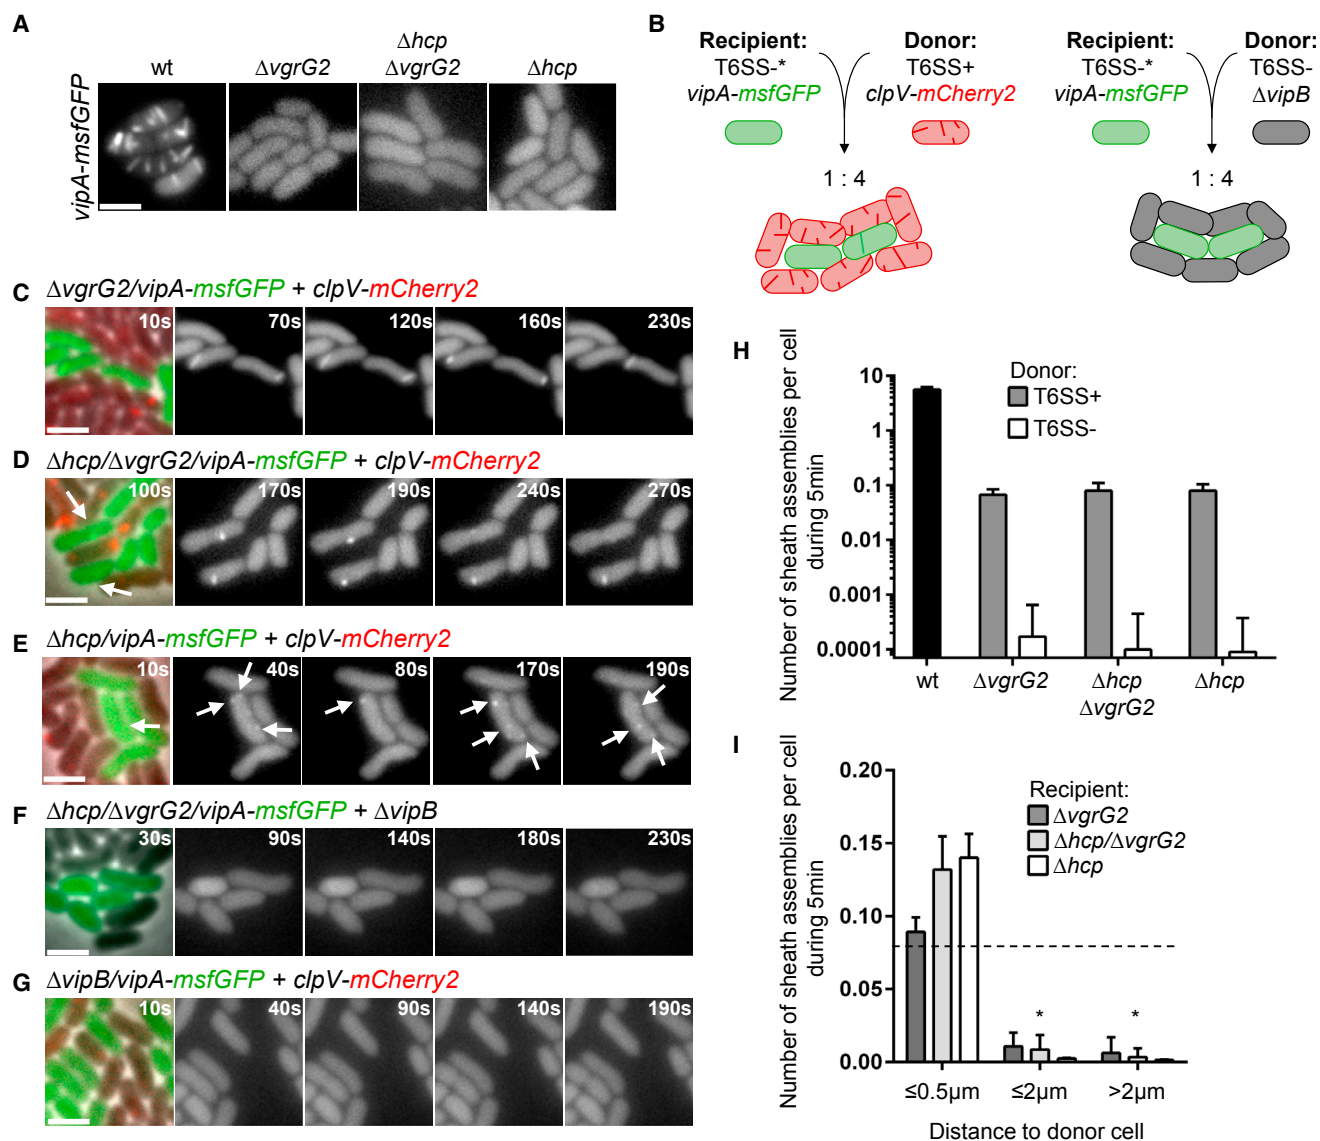 A
vipA-msfGFP
wt
ΔvgrG2
Δhcp
ΔvgrG2
Δhcp
B
Recipient:
T6SS-*
vipA-msfGFP
Donor:
T6SS+
clpV-mCherry2
1 : 4
Recipient:
T6SS-*
vipA-msfGFP
Donor:
T6SS-
ΔvipB
1 : 4
C ΔvgrG2/vipA-msfGFP + clpV-mCherry2
10s 70s 120s 160s 230s
D Δhcp/ΔvgrG2/vipA-msfGFP + clpV-mCherry2
100s 170s 190s 240s 270s
E Δhcp/vipA-msfGFP + clpV-mCherry2
10s 40s 80s 170s 190s
F Δhcp/ΔvgrG2/vipA-msfGFP + ΔvipB
30s 90s 140s 180s 230s
G ΔvipB/vipA-msfGFP + clpV-mCherry2
10s 40s 90s 140s 190s
H
Number of sheath assemblies per cell
during 5min
10
1
0.1
0.01
0.001
0.0001
Donor:
T6SS+
T6SS-
wt ΔvgrG2 Δhcp Δhcp
ΔvgrG2
I
Number of sheath assemblies per cell
during 5min
0.20
0.15
0.10
0.05
0.00
Recipient:
ΔvgrG2
Δhcp/ΔvgrG2
Δhcp
* *
≤0.5µm ≤2µm >2µm
Distance to donor cell